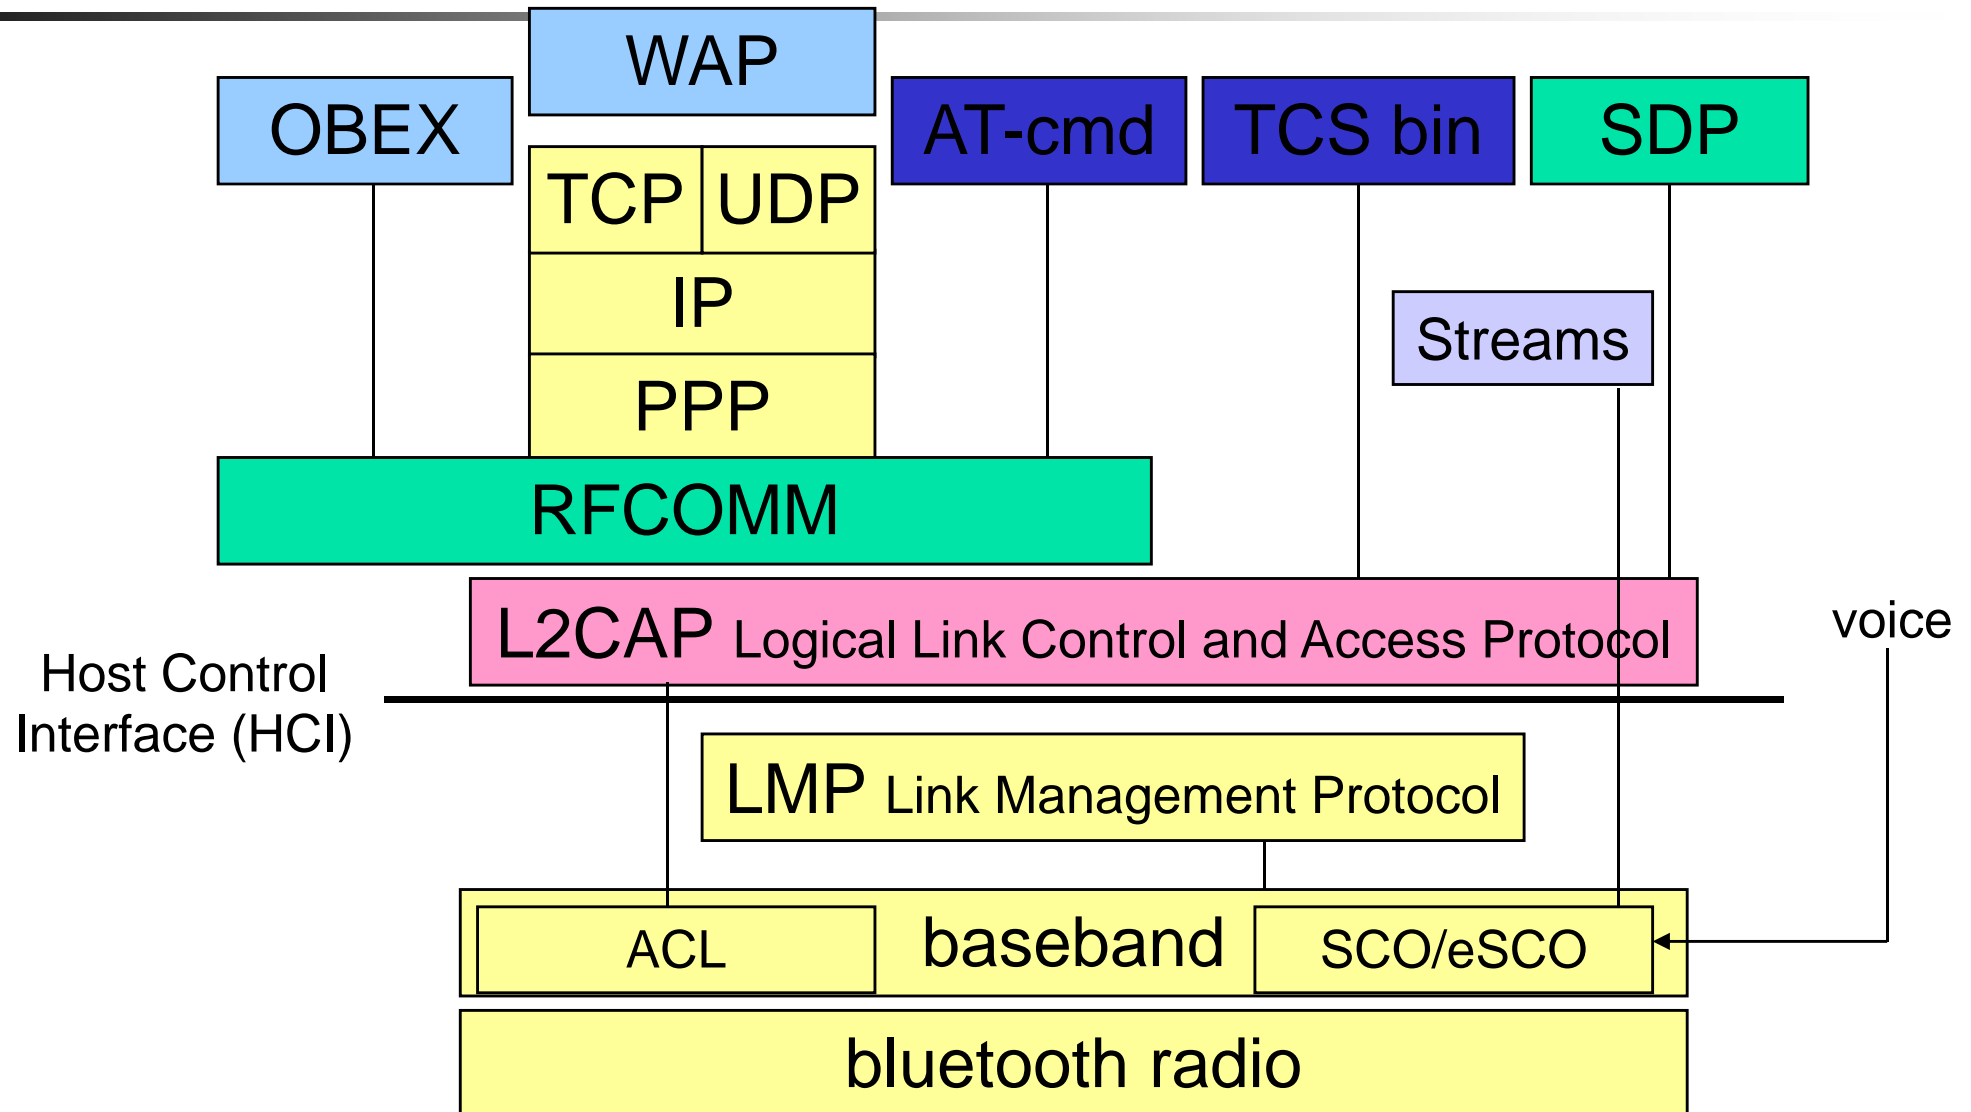 WAP
OBEX
AT-cmd
TCS bin
SDP
TCP
UDP
IP
Streams
PPP
RFCOMM
L2CAP Logical Link Control and Access Protocol
voice
Host Control
Interface (HCI)
LMP Link Management Protocol
ACL
baseband
SCO/eSCO
bluetooth radio